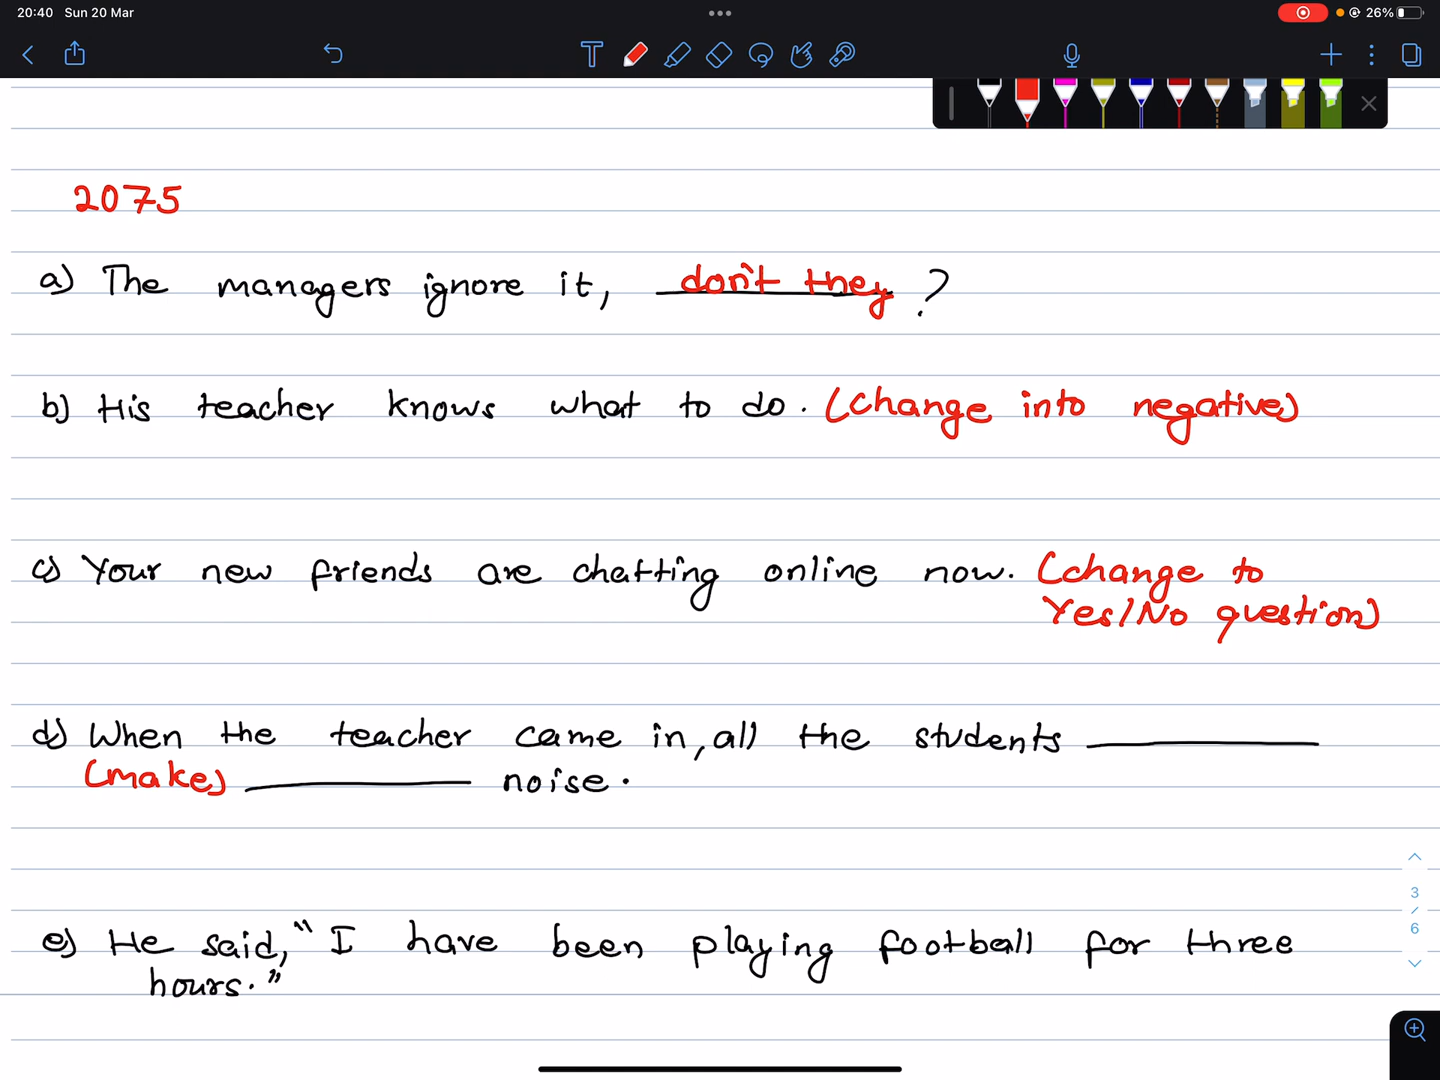 20:40 Sun 20 Mar
26%
2075
a) The managers ignore it, don't they ?
b) His teacher knows what to do. (change into negative)
c) Your new friends are chatting online now. (change to
Yes/No question)
d) When the teacher came in, all the students ________
(make) ________ noise.
e) He said, "I have been playing football for three
hours."
3
/
6